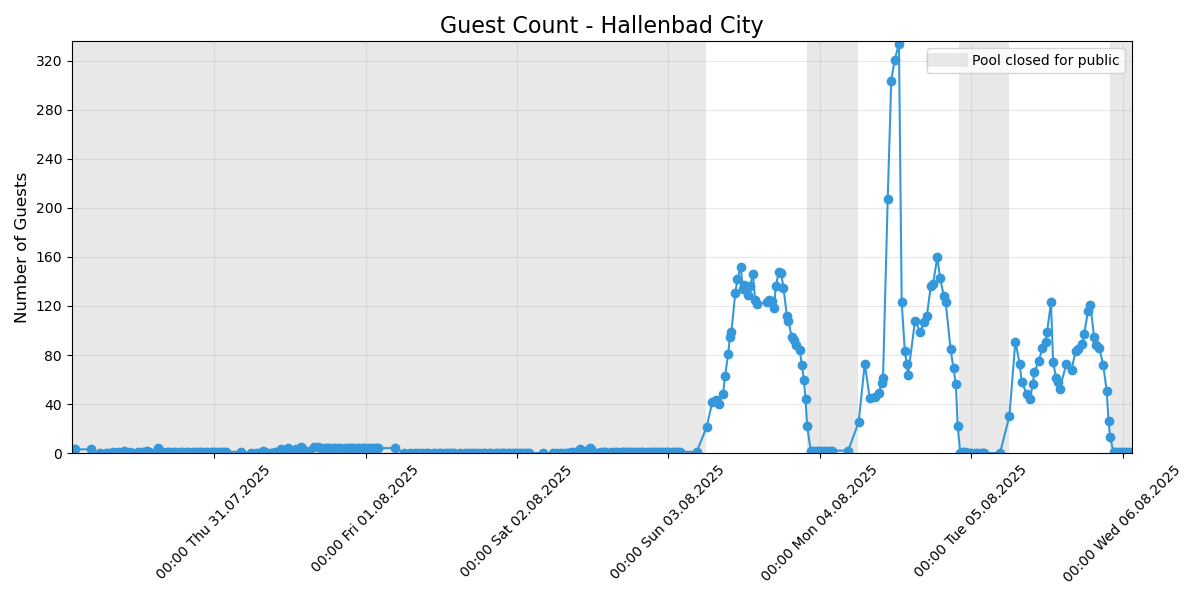 Guest Count - Hallenbad City
Number of Guests
320
280
240
200
160
120
80
40
0
Pool closed for public
00:00 Thu 31.07.2025
00:00 Fri 01.08.2025
00:00 Sat 02.08.2025
00:00 Sun 03.08.2025
00:00 Mon 04.08.2025
00:00 Tue 05.08.2025
00:00 Wed 06.08.2025